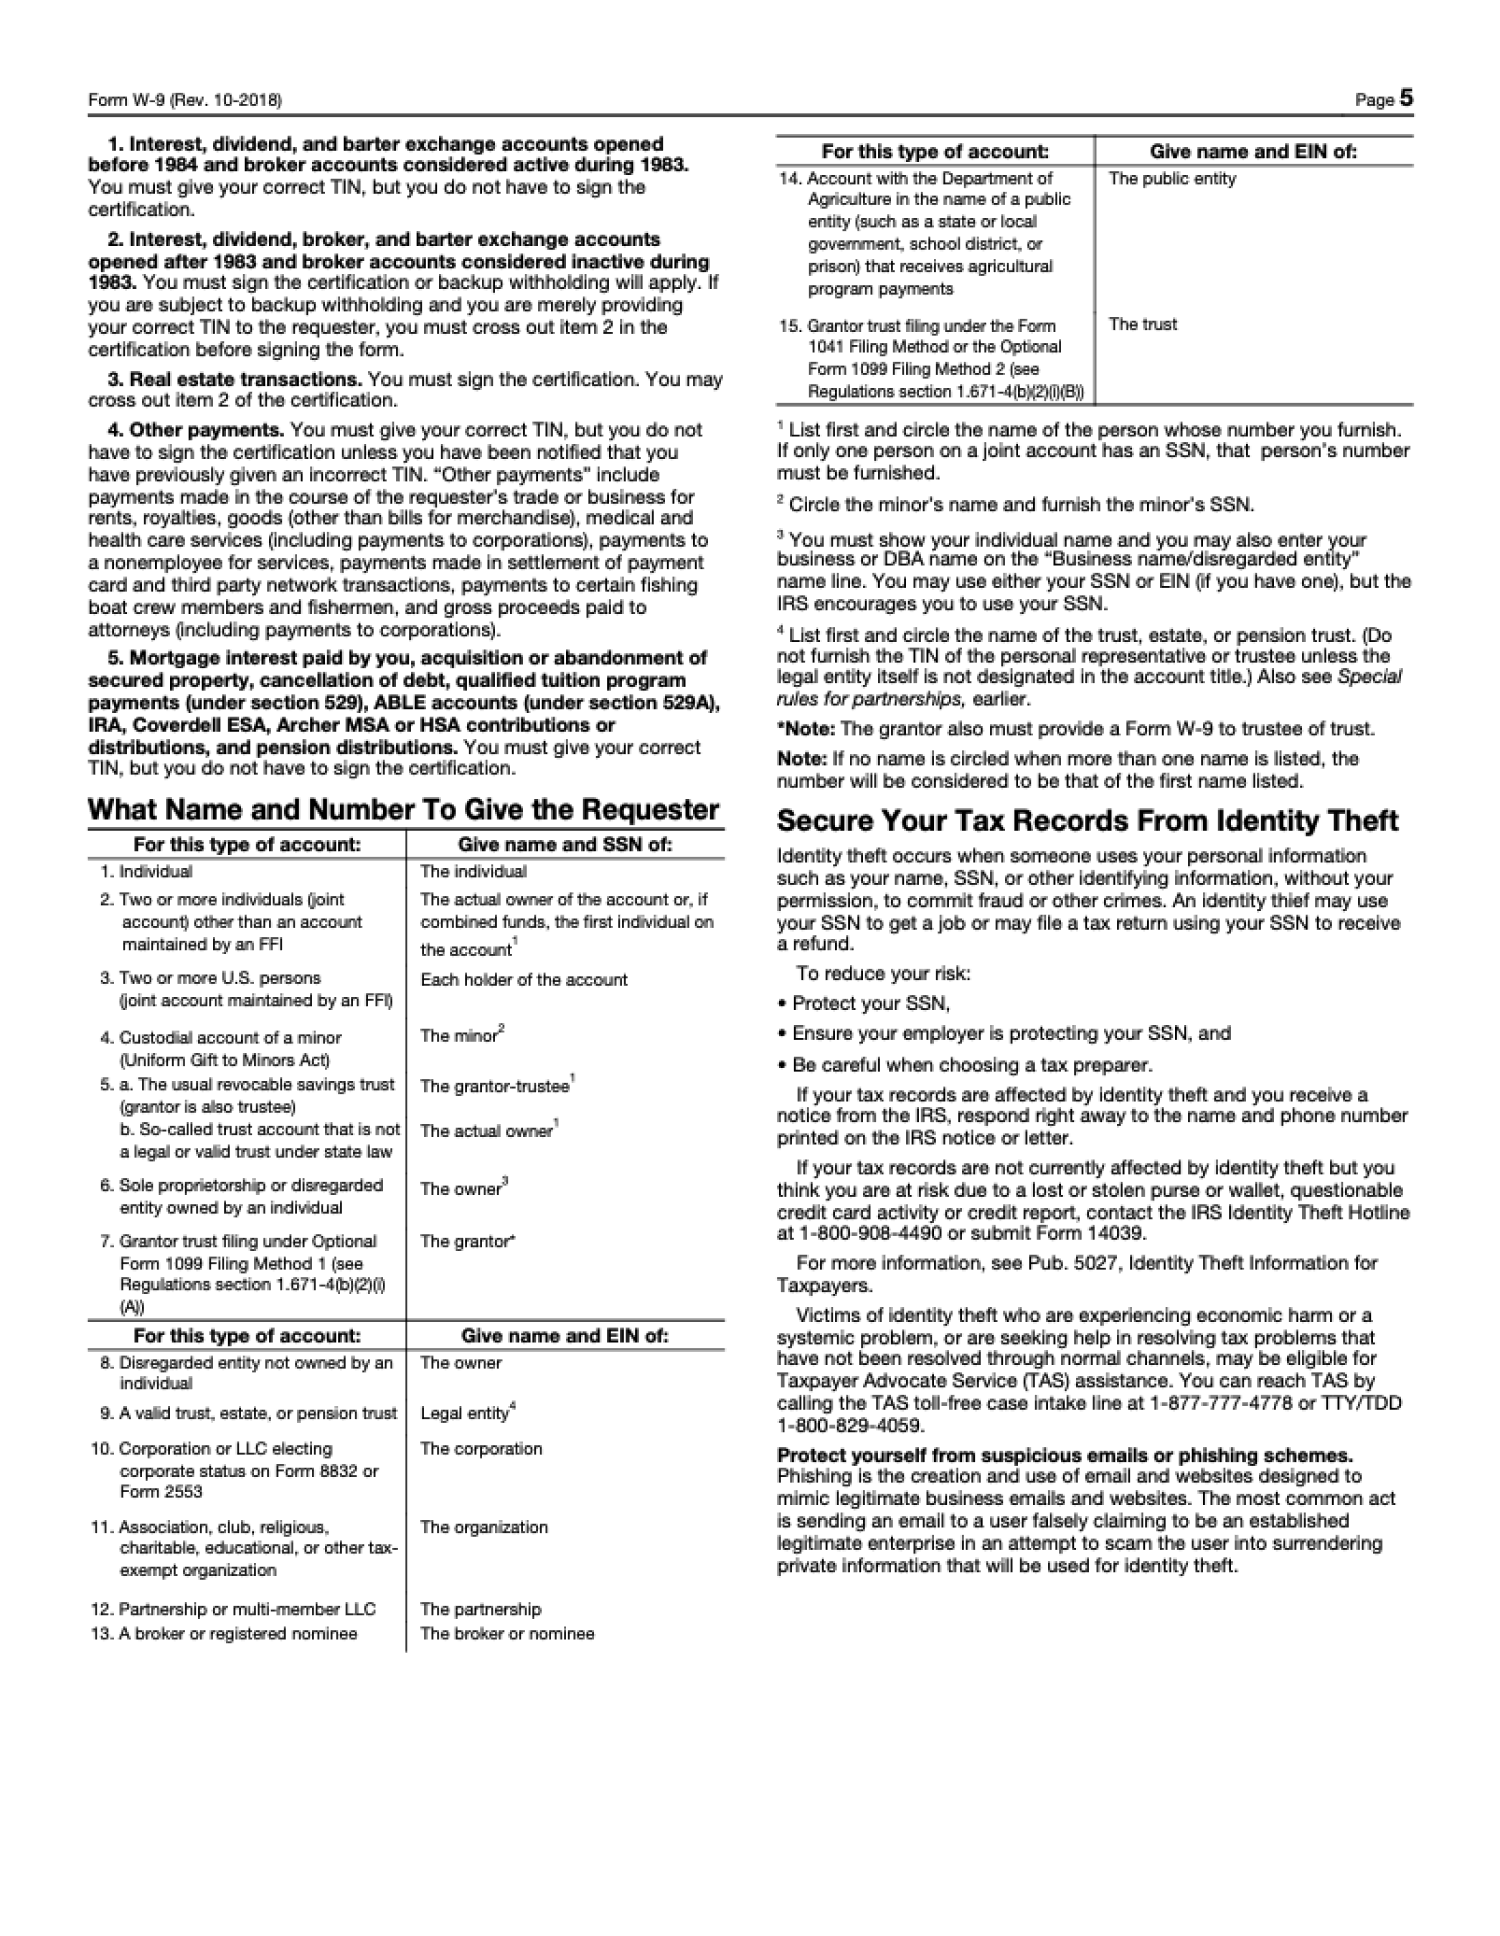 Form W-9 (Rev. 10-2018)
Page 5
1. Interest, dividend, and barter exchange accounts opened
before 1984 and broker accounts considered active during 1983.
You must give your correct TIN, but you do not have to sign the
certification.
2. Interest, dividend, broker, and barter exchange accounts
opened after 1983 and broker accounts considered inactive during
1983. You must sign the certification or backup withholding will apply. If
you are subject to backup withholding and you are merely providing
your correct TIN to the requester, you must cross out item 2 in the
certification before signing the form.
3. Real estate transactions. You must sign the certification. You may
cross out item 2 of the certification.
4. Other payments. You must give your correct TIN, but you do not
have to sign the certification unless you have been notified that you
have previously given an incorrect TIN. “Other payments” include
payments made in the course of the requester’s trade or business for
rents, royalties, goods (other than bills for merchandise), medical and
health care services (including payments to corporations), payments to
a nonemployee for services, payments made in settlement of payment
card and third party network transactions, payments to certain fishing
boat crew members and fishermen, and gross proceeds paid to
attorneys (including payments to corporations).
5. Mortgage interest paid by you, acquisition or abandonment of
secured property, cancellation of debt, qualified tuition program
payments (under section 529), ABLE accounts (under section 529A),
IRA, Coverdell ESA, Archer MSA or HSA contributions or
distributions, and pension distributions. You must give your correct
TIN, but you do not have to sign the certification.
What Name and Number To Give the Requester
For this type of account: Give name and SSN of:
1. Individual The individual
2. Two or more individuals (joint The actual owner of the account or, if
account) other than an account combined funds, the first individual on
maintained by an FFI the account1
3. Two or more U.S. persons Each holder of the account
(joint account maintained by an FFI)
4. Custodial account of a minor The minor2
(Uniform Gift to Minors Act)
5. a. The usual revocable savings trust The grantor-trustee1
(grantor is also trustee)
b. So-called trust account that is not The actual owner1
a legal or valid trust under state law
6. Sole proprietorship or disregarded The owner3
entity owned by an individual
7. Grantor trust filing under Optional The grantor*
Form 1099 Filing Method 1 (see
Regulations section 1.671-4(b)(2)(i)
(A))
For this type of account: Give name and EIN of:
8. Disregarded entity not owned by an The owner
individual
9. A valid trust, estate, or pension trust Legal entity4
10. Corporation or LLC electing The corporation
corporate status on Form 8832 or
Form 2553
11. Association, club, religious, The organization
charitable, educational, or other tax-
exempt organization
12. Partnership or multi-member LLC The partnership
13. A broker or registered nominee The broker or nominee
For this type of account: Give name and EIN of:
14. Account with the Department of The public entity
Agriculture in the name of a public
entity (such as a state or local
government, school district, or
prison) that receives agricultural
program payments
15. Grantor trust filing under the Form The trust
1041 Filing Method or the Optional
Form 1099 Filing Method 2 (see
Regulations section 1.671-4(b)(2)(i)(B))
1 List first and circle the name of the person whose number you furnish.
If only one person on a joint account has an SSN, that person’s number
must be furnished.
2 Circle the minor’s name and furnish the minor’s SSN.
3 You must show your individual name and you may also enter your
business or DBA name on the “Business name/disregarded entity”
name line. You may use either your SSN or EIN (if you have one), but the
IRS encourages you to use your SSN.
4 List first and circle the name of the trust, estate, or pension trust. (Do
not furnish the TIN of the personal representative or trustee unless the
legal entity itself is not designated in the account title.) Also see Special
rules for partnerships, earlier.
*Note: The grantor also must provide a Form W-9 to trustee of trust.
Note: If no name is circled when more than one name is listed, the
number will be considered to be that of the first name listed.
Secure Your Tax Records From Identity Theft
Identity theft occurs when someone uses your personal information
such as your name, SSN, or other identifying information, without your
permission, to commit fraud or other crimes. An identity thief may use
your SSN to get a job or may file a tax return using your SSN to receive
a refund.
To reduce your risk:
• Protect your SSN,
• Ensure your employer is protecting your SSN, and
• Be careful when choosing a tax preparer.
If your tax records are affected by identity theft and you receive a
notice from the IRS, respond right away to the name and phone number
printed on the IRS notice or letter.
If your tax records are not currently affected by identity theft but you
think you are at risk due to a lost or stolen purse or wallet, questionable
credit card activity or credit report, contact the IRS Identity Theft Hotline
at 1-800-908-4490 or submit Form 14039.
For more information, see Pub. 5027, Identity Theft Information for
Taxpayers.
Victims of identity theft who are experiencing economic harm or a
systemic problem, or are seeking help in resolving tax problems that
have not been resolved through normal channels, may be eligible for
Taxpayer Advocate Service (TAS) assistance. You can reach TAS by
calling the TAS toll-free case intake line at 1-877-777-4778 or TTY/TDD
1-800-829-4059.
Protect yourself from suspicious emails or phishing schemes.
Phishing is the creation and use of email and websites designed to
mimic legitimate business emails and websites. The most common act
is sending an email to a user falsely claiming to be an established
legitimate enterprise in an attempt to scam the user into surrendering
private information that will be used for identity theft.